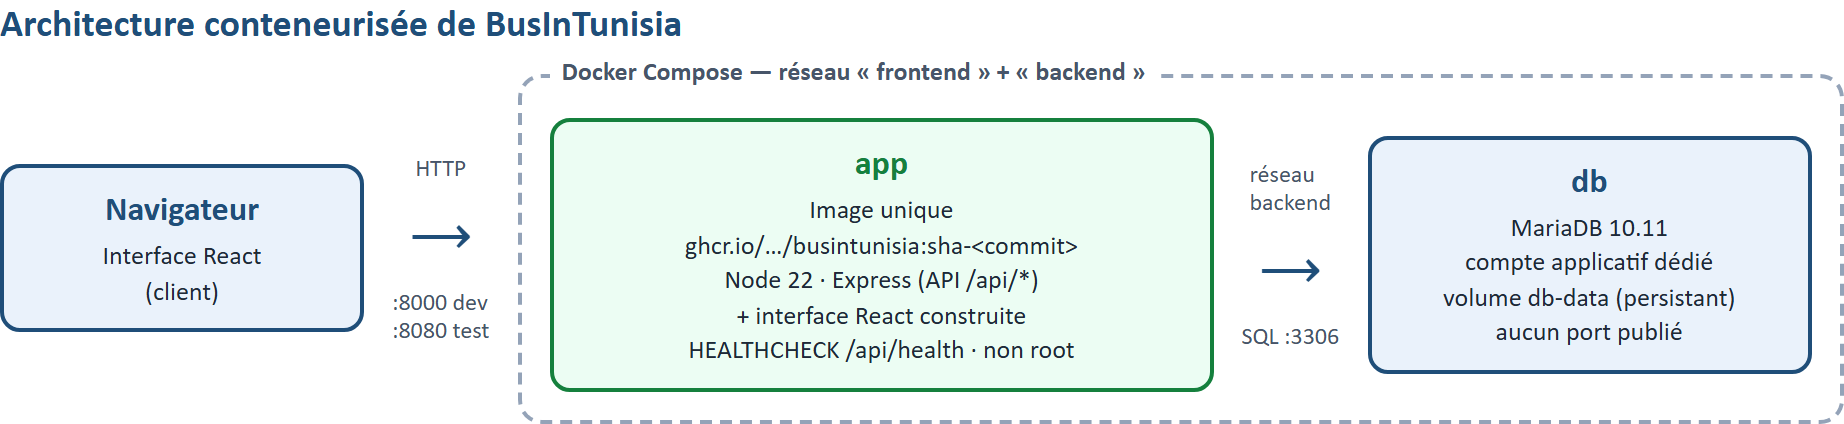 Architecture conteneurisée de BusInTunisia
Docker Compose — réseau « frontend » + « backend »
Navigateur
Interface React
(client)
HTTP
→
:8000 dev
:8080 test
app
Image unique
ghcr.io/.../busintunisia:sha-<commit>
Node 22 · Express (API /api/*)
+ interface React construite
HEALTHCHECK /api/health · non root
réseau
backend
→
SQL :3306
db
MariaDB 10.11
compte applicatif dédié
volume db-data (persistant)
aucun port publié